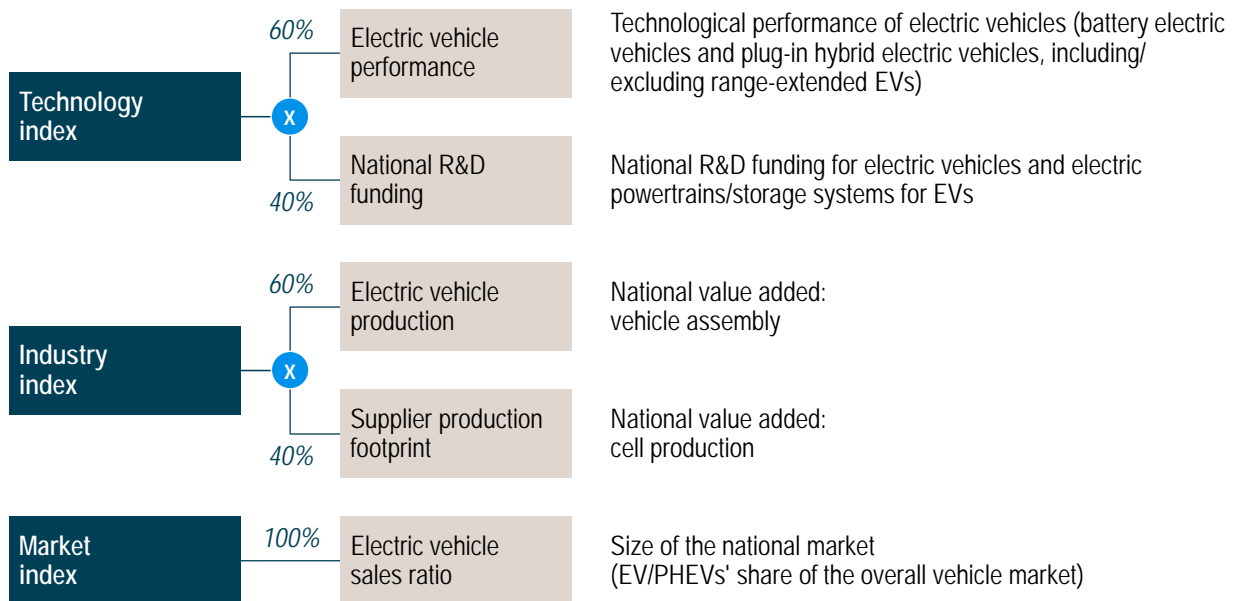 60%
Electric vehicle
performance
Technological performance of electric vehicles (battery electric
vehicles and plug-in hybrid electric vehicles, including/
excluding range-extended EVs)
Technology
index
X
National R&D
funding
40%
National R&D funding for electric vehicles and electric
powertrains/storage systems for EVs
60%
Electric vehicle
production
National value added:
vehicle assembly
Industry
index
X
Supplier production
footprint
40%
National value added:
cell production
Market
index
100%
Electric vehicle
sales ratio
Size of the national market
(EV/PHEVs' share of the overall vehicle market)